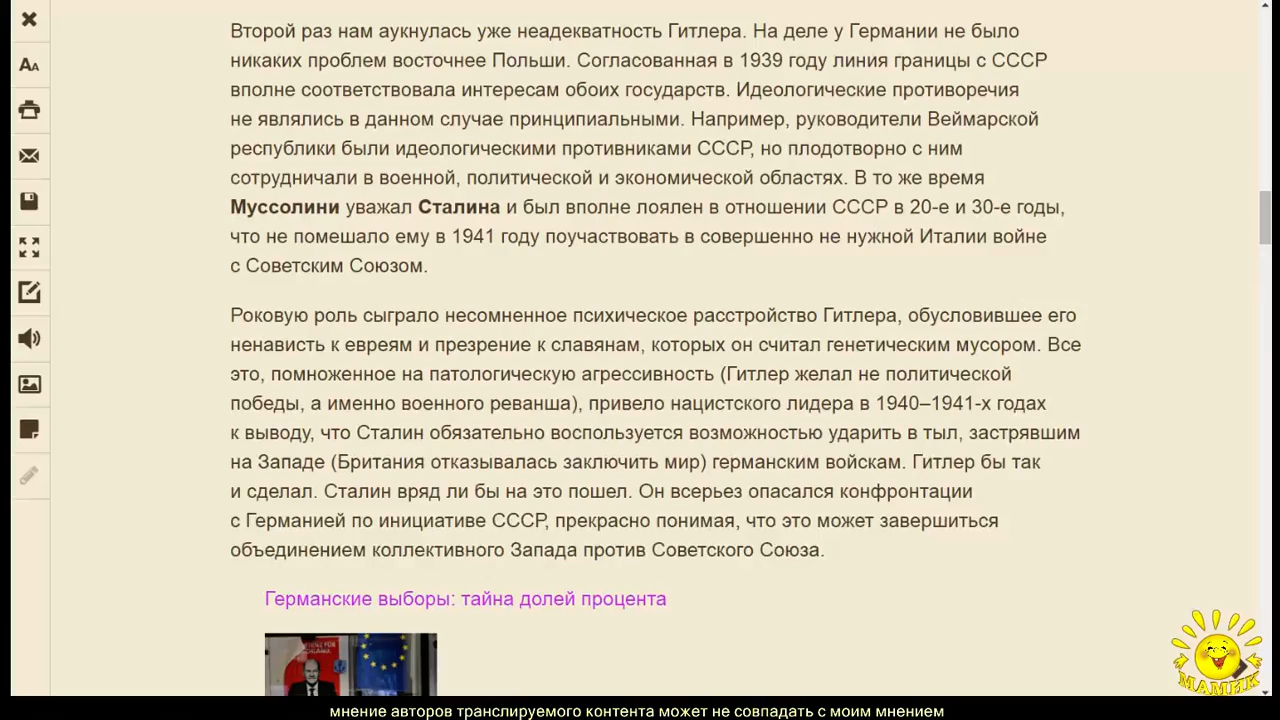 Второй раз нам аукнулась уже неадекватность Гитлера. На деле у Германии не было
никаких проблем восточнее Польши. Согласованная в 1939 году линия границы с СССР
вполне соответствовала интересам обоих государств. Идеологические противоречия
не являлись в данном случае принципиальными. Например, руководители Веймарской
республики были идеологическими противниками СССР, но плодотворно с ним
сотрудничали в военной, политической и экономической областях. В то же время
Муссолини уважал Сталина и был вполне лоялен в отношении СССР в 20-е и 30-е годы,
что не помешало ему в 1941 году поучаствовать в совершенно не нужной Италии войне
с Советским Союзом.
Роковую роль сыграло несомненное психическое расстройство Гитлера, обусловившее его
ненависть к евреям и презрение к славянам, которых он считал генетическим мусором. Все
это, помноженное на патологическую агрессивность (Гитлер желал не политической
победы, а именно военного реванша), привело нацистского лидера в 1940–1941-х годах
к выводу, что Сталин обязательно воспользуется возможностью ударить в тыл, застрявшим
на Западе (Британия отказывалась заключить мир) германским войскам. Гитлер бы так
и сделал. Сталин вряд ли бы на это пошел. Он всерьез опасался конфронтации
с Германией по инициативе СССР, прекрасно понимая, что это может завершиться
объединением коллективного Запада против Советского Союза.
Германские выборы: тайна долей процента
МАМИК
мнение авторов транслируемого контента может не совпадать с моим мнением